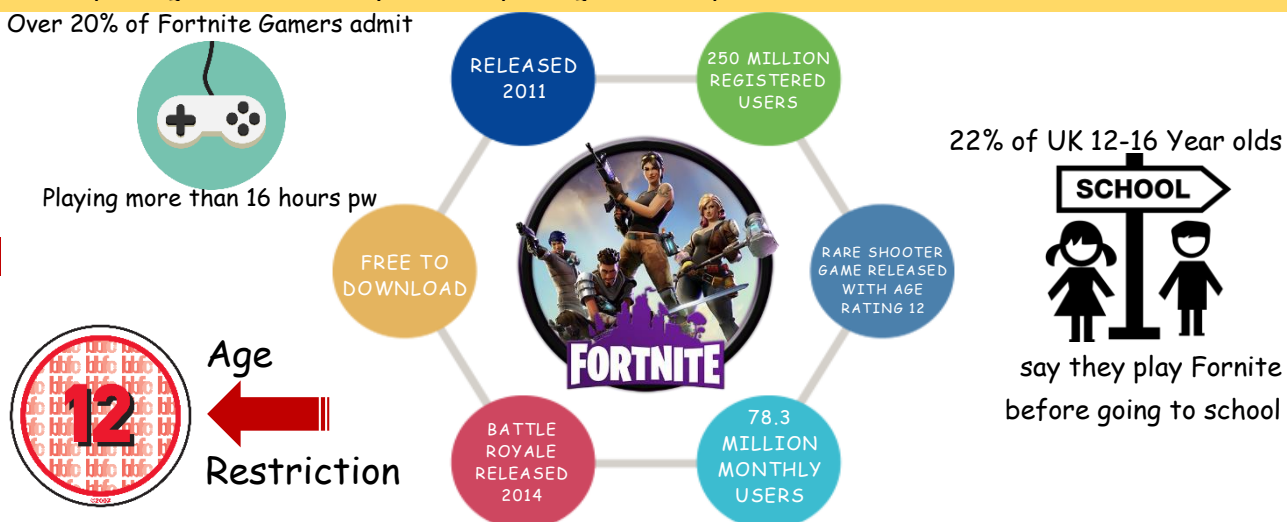 Over 20% of Fortnite Gamers admit
Playing more than 16 hours pw
RELEASED
2011
250 MILLION
REGISTERED
USERS
FREE TO
DOWNLOAD
FORTNITE
RARE SHOOTER
GAME RELEASED
WITH AGE
RATING 12
BATTLE
ROYALE
RELEASED
2014
78.3
MILLION
MONTHLY
USERS
22% of UK 12-16 Year olds
SCHOOL
say they play Fornite
before going to school
12
Age
Restriction
bbfc
©2002